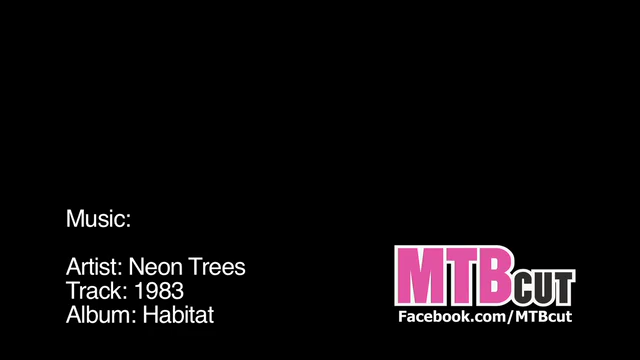 Music:
Artist: Neon Trees
Track: 1983
Album: Habitat
MTBCUT
Facebook.com/MTBcut